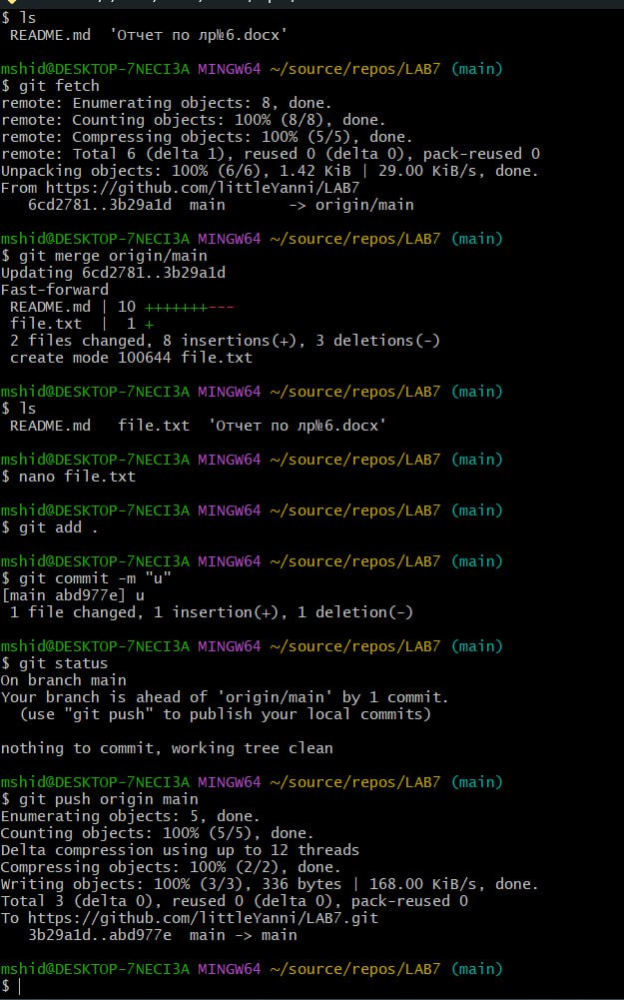 $ ls
 README.md  'Отчет по лр№6.docx'

mshid@DESKTOP-7NECI3A MINGW64 ~/source/repos/LAB7 (main)
$ git fetch
remote: Enumerating objects: 8, done.
remote: Counting objects: 100% (8/8), done.
remote: Compressing objects: 100% (5/5), done.
remote: Total 6 (delta 1), reused 0 (delta 0), pack-reused 0
Unpacking objects: 100% (6/6), 1.42 KiB | 29.00 KiB/s, done.
From https://github.com/littleYanni/LAB7
   6cd2781..3b29a1d  main       -> origin/main

mshid@DESKTOP-7NECI3A MINGW64 ~/source/repos/LAB7 (main)
$ git merge origin/main
Updating 6cd2781..3b29a1d
Fast-forward
 README.md | 10 +++++++---
 file.txt  |  1 +
 2 files changed, 8 insertions(+), 3 deletions(-)
 create mode 100644 file.txt

mshid@DESKTOP-7NECI3A MINGW64 ~/source/repos/LAB7 (main)
$ ls
 README.md   file.txt  'Отчет по лр№6.docx'

mshid@DESKTOP-7NECI3A MINGW64 ~/source/repos/LAB7 (main)
$ nano file.txt

mshid@DESKTOP-7NECI3A MINGW64 ~/source/repos/LAB7 (main)
$ git add .

mshid@DESKTOP-7NECI3A MINGW64 ~/source/repos/LAB7 (main)
$ git commit -m "u"
[main abd977e] u
 1 file changed, 1 insertion(+), 1 deletion(-)

mshid@DESKTOP-7NECI3A MINGW64 ~/source/repos/LAB7 (main)
$ git status
On branch main
Your branch is ahead of 'origin/main' by 1 commit.
  (use "git push" to publish your local commits)

nothing to commit, working tree clean

mshid@DESKTOP-7NECI3A MINGW64 ~/source/repos/LAB7 (main)
$ git push origin main
Enumerating objects: 5, done.
Counting objects: 100% (5/5), done.
Delta compression using up to 12 threads
Compressing objects: 100% (2/2), done.
Writing objects: 100% (3/3), 336 bytes | 168.00 KiB/s, done.
Total 3 (delta 0), reused 0 (delta 0), pack-reused 0
To https://github.com/littleYanni/LAB7.git
   3b29a1d..abd977e  main -> main

mshid@DESKTOP-7NECI3A MINGW64 ~/source/repos/LAB7 (main)
$